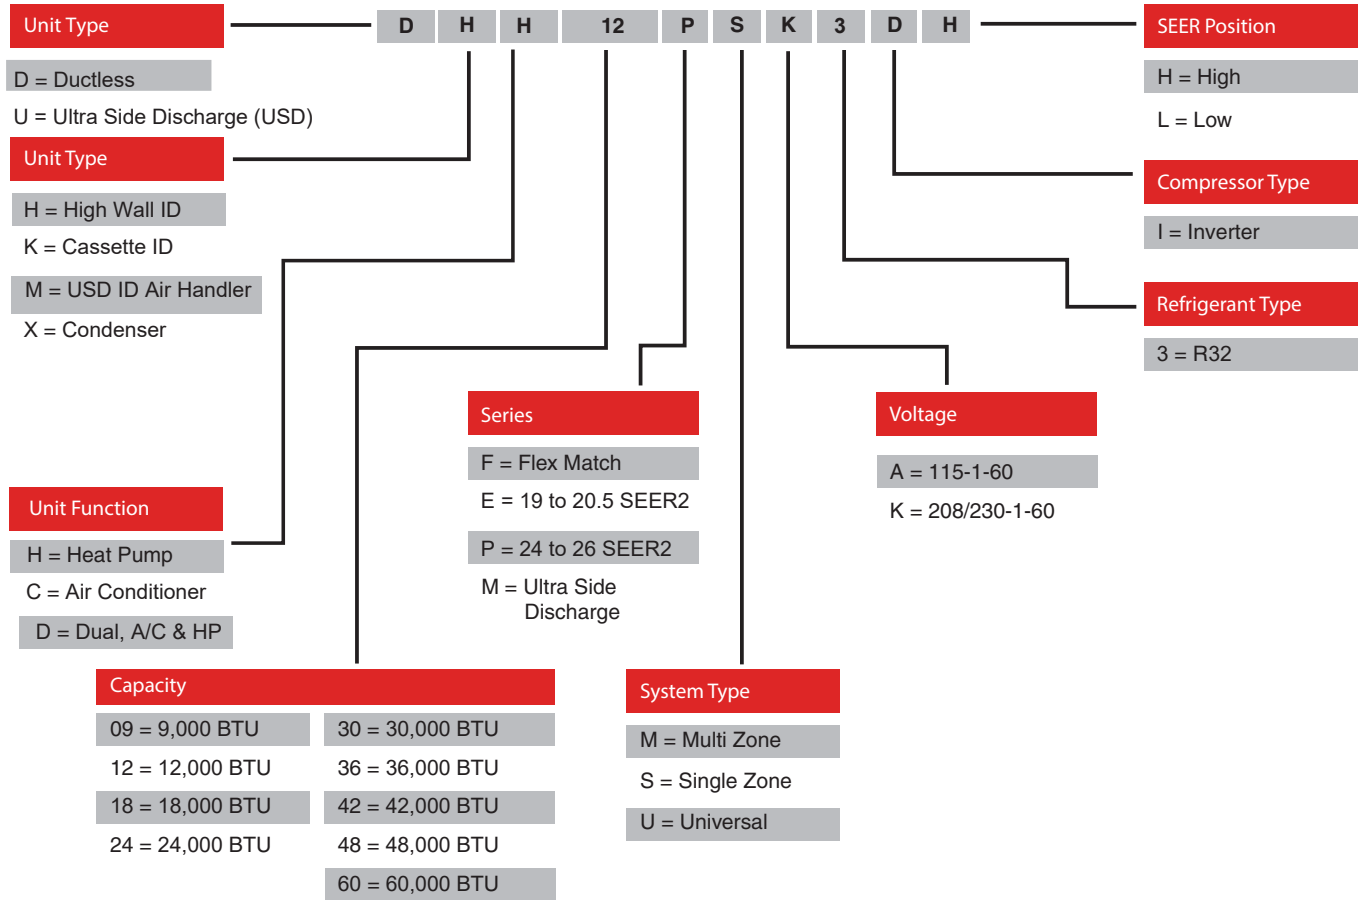 D H H 12 P S K 3 D H
Unit Type
D = Ductless
U = Ultra Side Discharge (USD)
Unit Type
H = High Wall ID
K = Cassette ID
M = USD ID Air Handler
X = Condenser
Unit Function
H = Heat Pump
C = Air Conditioner
D = Dual, A/C & HP
Capacity
09 = 9,000 BTU
12 = 12,000 BTU
18 = 18,000 BTU
24 = 24,000 BTU
30 = 30,000 BTU
36 = 36,000 BTU
42 = 42,000 BTU
48 = 48,000 BTU
60 = 60,000 BTU
Series
F = Flex Match
E = 19 to 20.5 SEER2
P = 24 to 26 SEER2
M = Ultra Side
Discharge
System Type
M = Multi Zone
S = Single Zone
U = Universal
Voltage
A = 115-1-60
K = 208/230-1-60
SEER Position
H = High
L = Low
Compressor Type
I = Inverter
Refrigerant Type
3 = R32